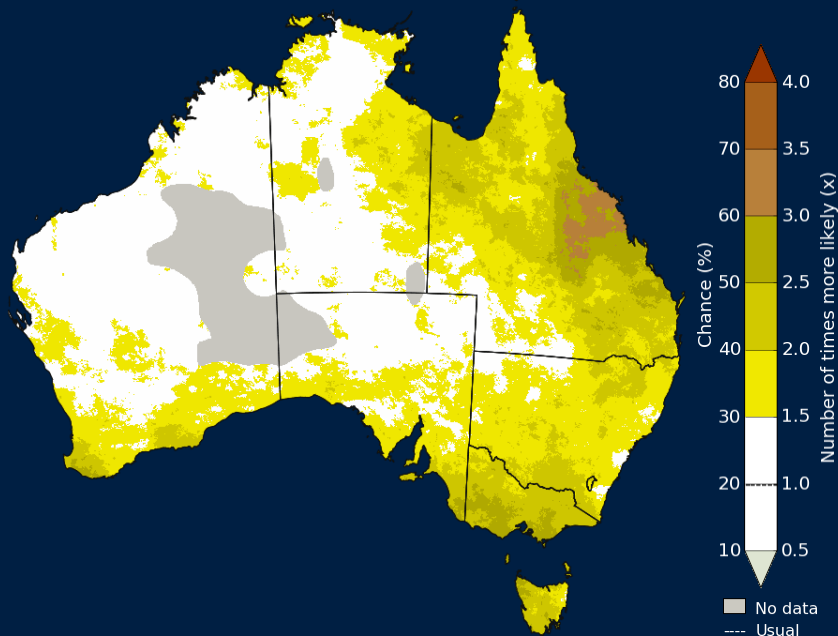 80 4.0
70 3.5
60 3.0
50 2.5
40 2.0
30 1.5
20 1.0
10 0.5
Chance (%)
Number of times more likely (x)
No data
---- Usual